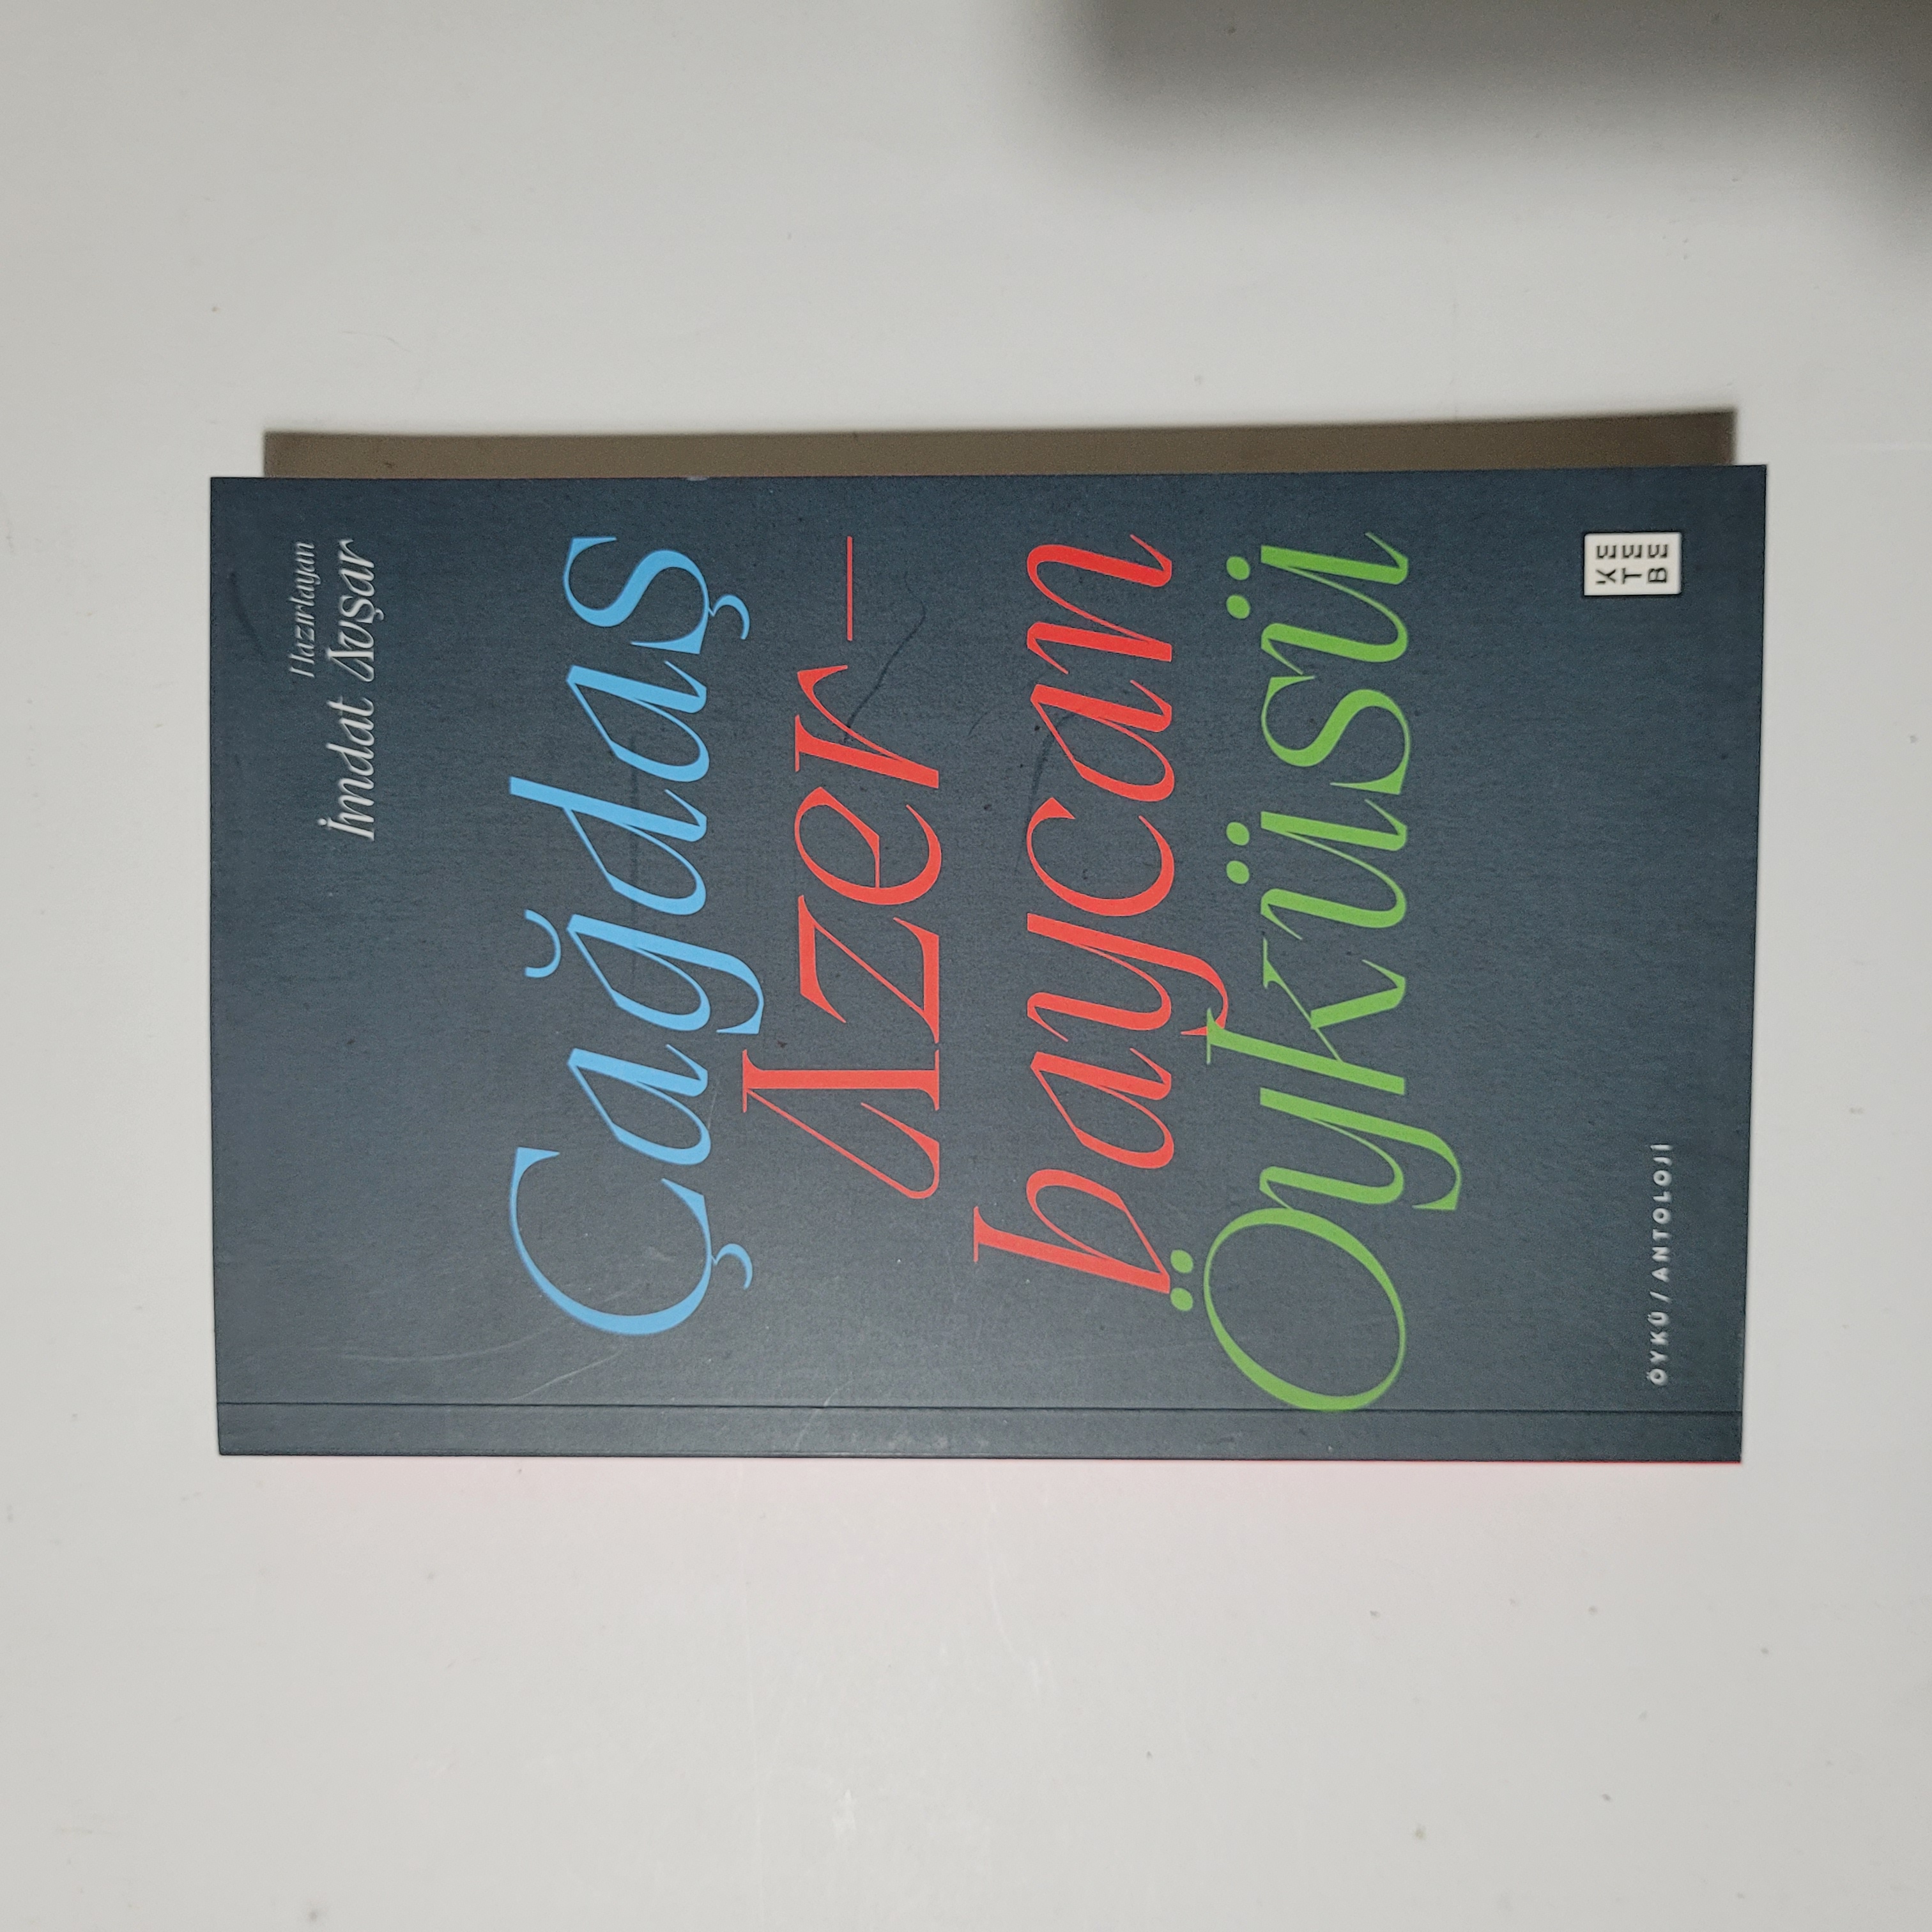 Hazırlayan
İmdat Avşar
Çağdaş
Azer–
baycan
Öyküsü
ÖYKÜ / ANTOLOJİ
KE
TE
BE